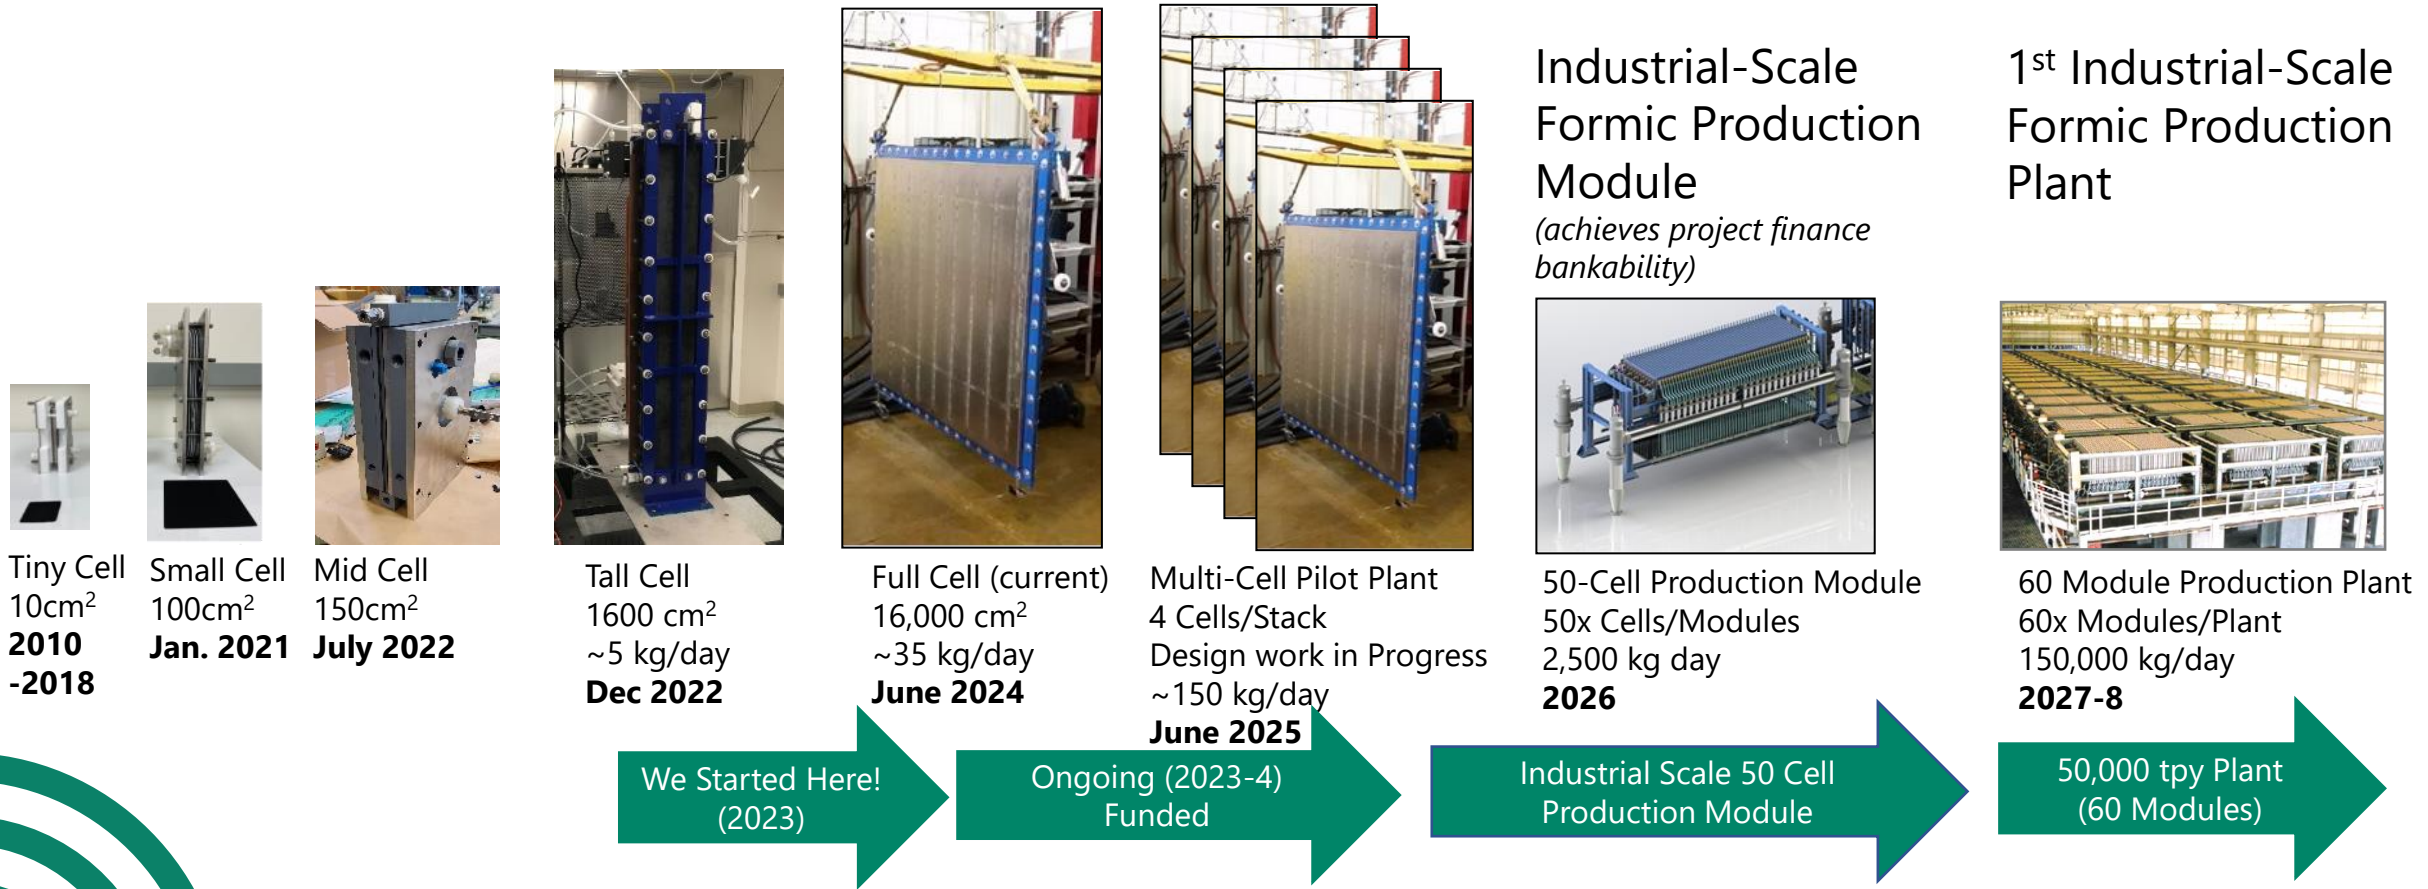 Industrial-Scale
Formic Production
Module
(achieves project finance
bankability)
1st Industrial-Scale
Formic Production
Plant
Tiny Cell
10cm2
2010
-2018
Small Cell
100cm2
Jan. 2021
Mid Cell
150cm2
July 2022
Tall Cell
1600 cm2
~5 kg/day
Dec 2022
Full Cell (current)
16,000 cm2
~35 kg/day
June 2024
Multi-Cell Pilot Plant
4 Cells/Stack
Design work in Progress
~150 kg/day
June 2025
50-Cell Production Module
50x Cells/Modules
2,500 kg day
2026
60 Module Production Plant
60x Modules/Plant
150,000 kg/day
2027-8
We Started Here!
(2023)
Ongoing (2023-4)
Funded
Industrial Scale 50 Cell
Production Module
50,000 tpy Plant
(60 Modules)